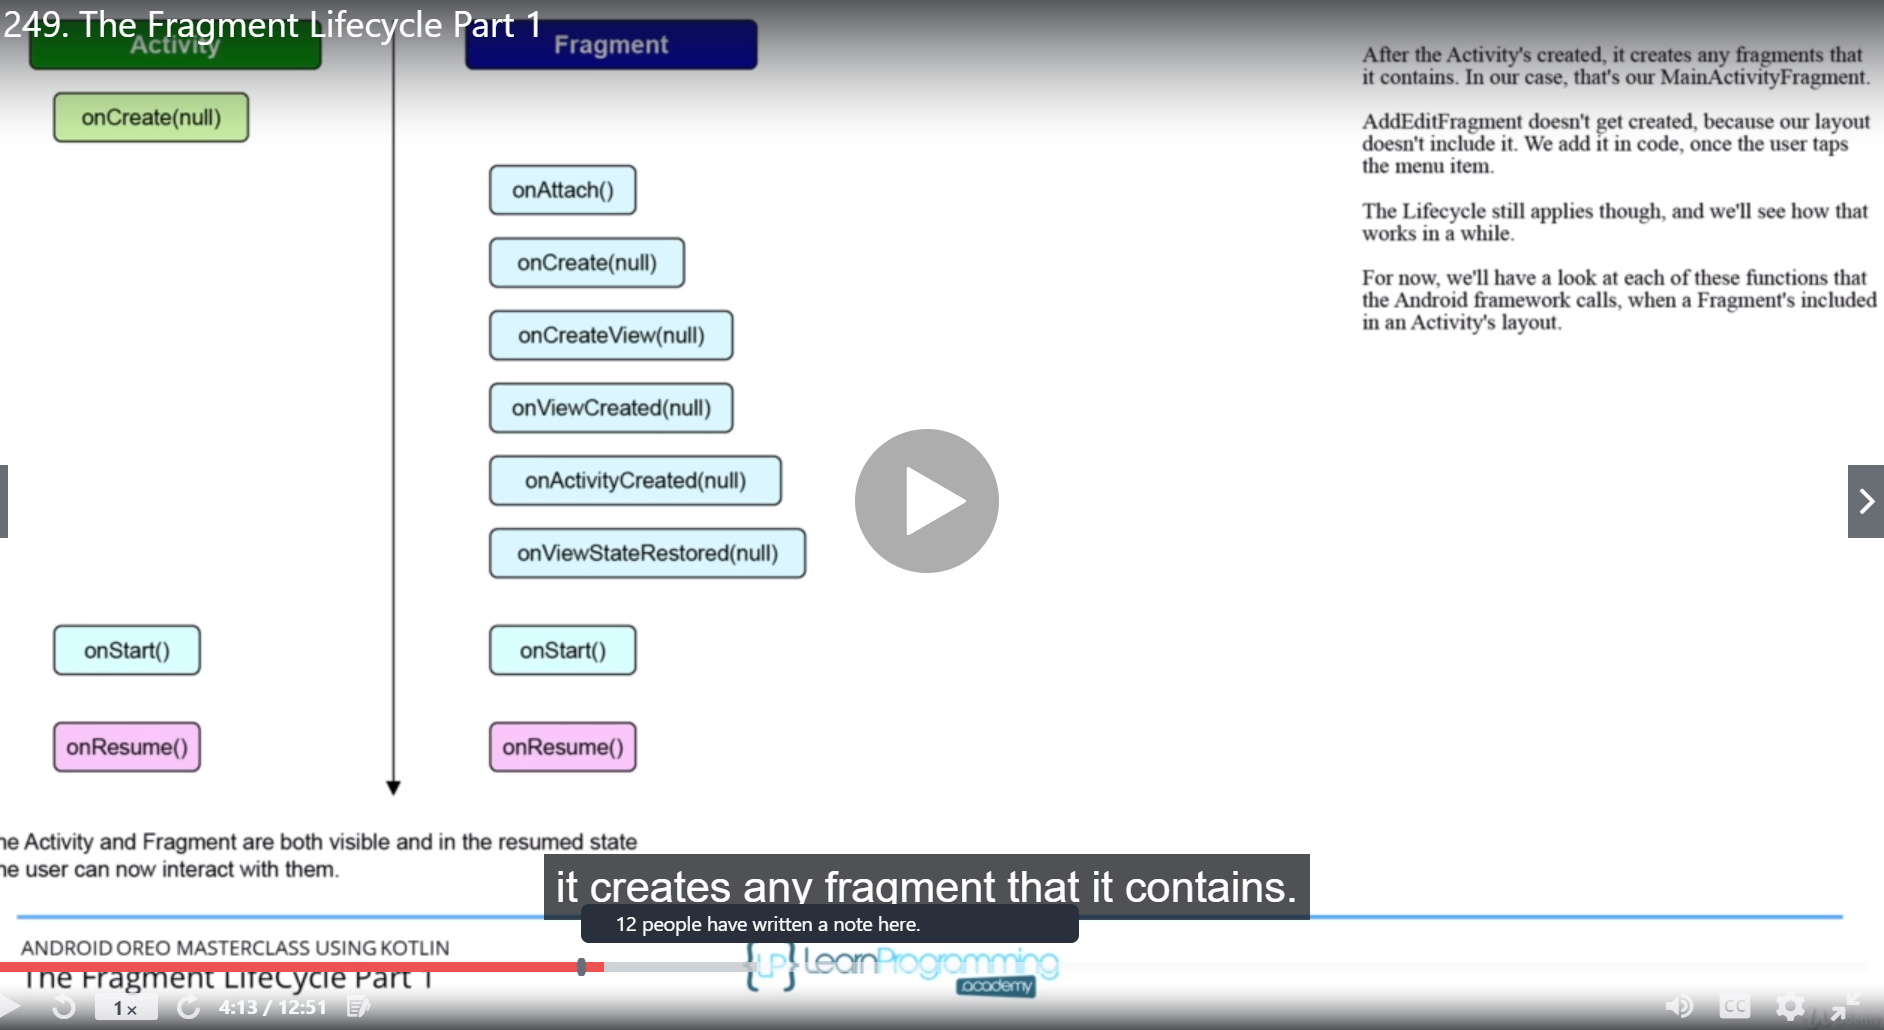 249. The Fragment Lifecycle Part 1
Activity
Fragment
onCreate(null)
onAttach()
onCreate(null)
onCreateView(null)
onViewCreated(null)
onActivityCreated(null)
onViewStateRestored(null)
onStart()
onStart()
onResume()
onResume()
After the Activity's created, it creates any fragments that
it contains. In our case, that's our MainActivityFragment.
AddEditFragment doesn't get created, because our layout
doesn't include it. We add it in code, once the user taps
the menu item.
The Lifecycle still applies though, and we'll see how that
works in a while.
For now, we'll have a look at each of these functions that
the Android framework calls, when a Fragment's included
in an Activity's layout.
he Activity and Fragment are both visible and in the resumed state
he user can now interact with them.
it creates any fragment that it contains.
12 people have written a note here.
ANDROID OREO MASTERCLASS USING KOTLIN
The Fragment LifeCycle Part 1
{LP} LearnProgramming
.academy
1x
4:13 / 12:51
CC